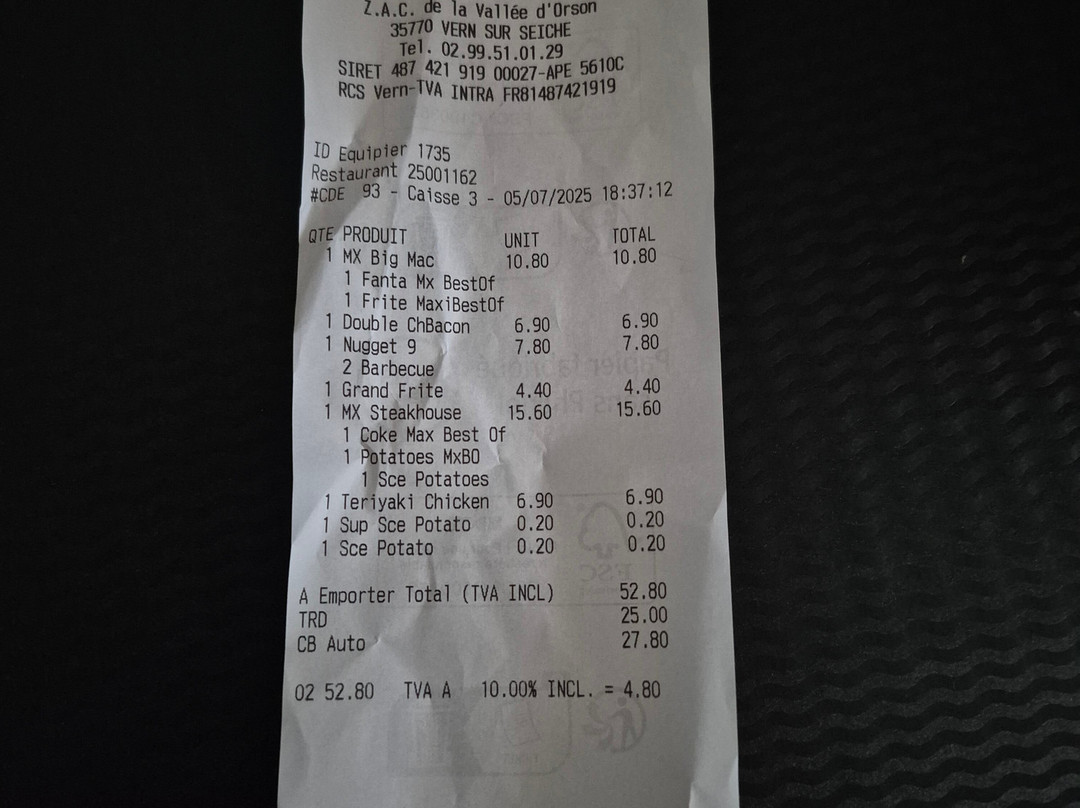 Z.A.C. de la Vallée d'Orson
35770 VERN SUR SEICHE
Tel. 02.99.51.01.29
SIRET 487 421 919 00027-APE 5610C
RCS Vern-TVA INTRA FR81487421919
ID Equipier 1735
Restaurant 25001162
#CDE 93 - Caisse 3 - 05/07/2025 18:37:12
QTE PRODUIT UNIT TOTAL
1 MX Big Mac 10.80 10.80
1 Fanta Mx BestOf
1 Frite MaxiBestOf
1 Double ChBacon 6.90 6.90
1 Nugget 9 7.80 7.80
2 Barbecue
1 Grand Frite 4.40 4.40
1 MX Steakhouse 15.60 15.60
1 Coke Max Best Of
1 Potatoes MxBO
1 Sce Potatoes
1 Teriyaki Chicken 6.90 6.90
1 Sup Sce Potato 0.20 0.20
1 Sce Potato 0.20 0.20
A Emporter Total (TVA INCL) 52.80
TRD 25.00
CB Auto 27.80
02 52.80 TVA A 10.00% INCL. = 4.80